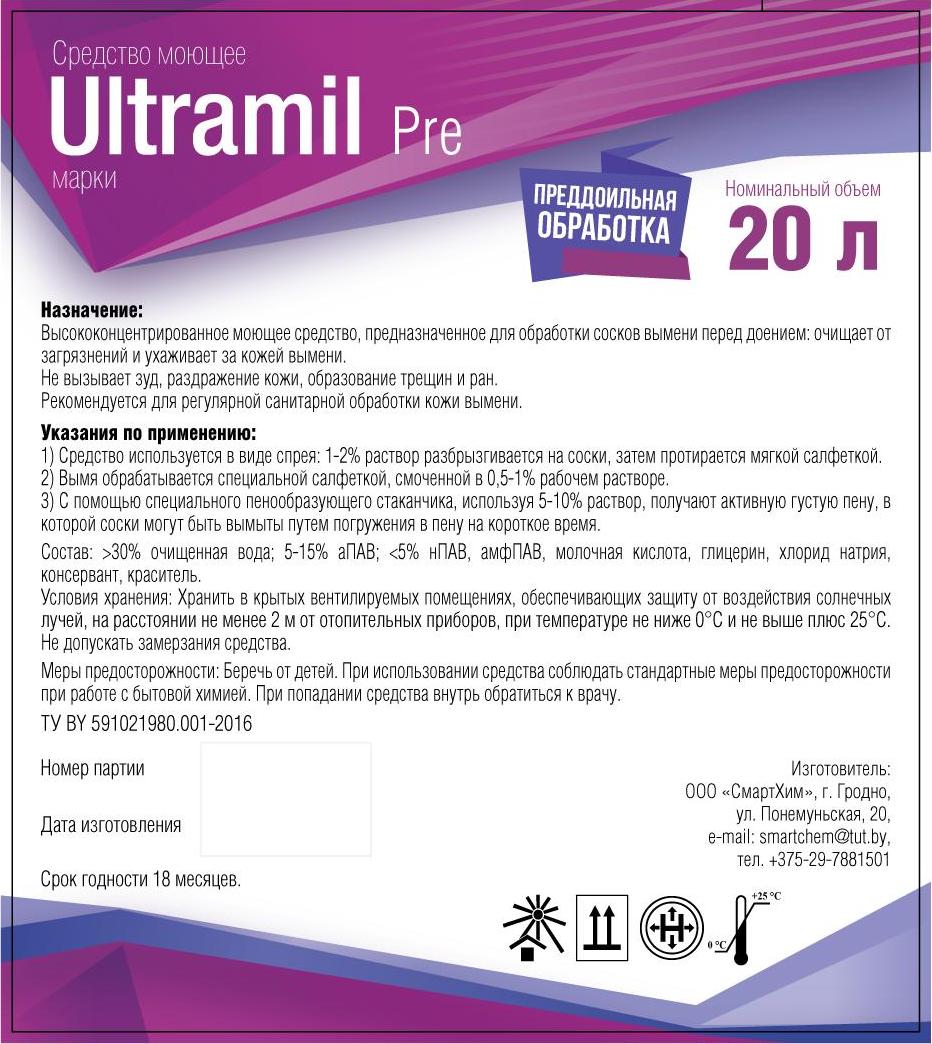 Средство моющее
Ultramil Pre
марки
ПРЕДДОИЛЬНАЯ
ОБРАБОТКА
Номинальный объем
20 л
Назначение:
Высококонцентрированное моющее средство, предназначенное для обработки сосков вымени перед доением: очищает от
загрязнений и ухаживает за кожей вымени.
Не вызывает зуд, раздражение кожи, образование трещин и ран.
Рекомендуется для регулярной санитарной обработки кожи вымени.
Указания по применению:
1) Средство используется в виде спрея: 1-2% раствор разбрызгивается на соски, затем протирается мягкой салфеткой.
2) Вымя обрабатывается специальной салфеткой, смоченной в 0,5-1% рабочем растворе.
3) С помощью специального пенообразующего стаканчика, используя 5-10% раствор, получают активную густую пену, в
которой соски могут быть вымыты путем погружения в пену на короткое время.
Состав: >30% очищенная вода; 5-15% аПАВ; <5% нПАВ, амфПАВ, молочная кислота, глицерин, хлорид натрия,
консервант, краситель.
Условия хранения: Хранить в крытых вентилируемых помещениях, обеспечивающих защиту от воздействия солнечных
лучей, на расстоянии не менее 2 м от отопительных приборов, при температуре не ниже 0°С и не выше плюс 25°С.
Не допускать замерзания средства.
Меры предосторожности: Беречь от детей. При использовании средства соблюдать стандартные меры предосторожности
при работе с бытовой химией. При попадании средства внутрь обратиться к врачу.
ТУ BY 591021980.001-2016
Номер партии
Дата изготовления
Срок годности 18 месяцев.
Изготовитель:
ООО «СмартХим», г. Гродно,
ул. Понемуньская, 20,
e-mail: smartchem@tut.by,
тел. +375-29-7881501
+25 °C
0 °C